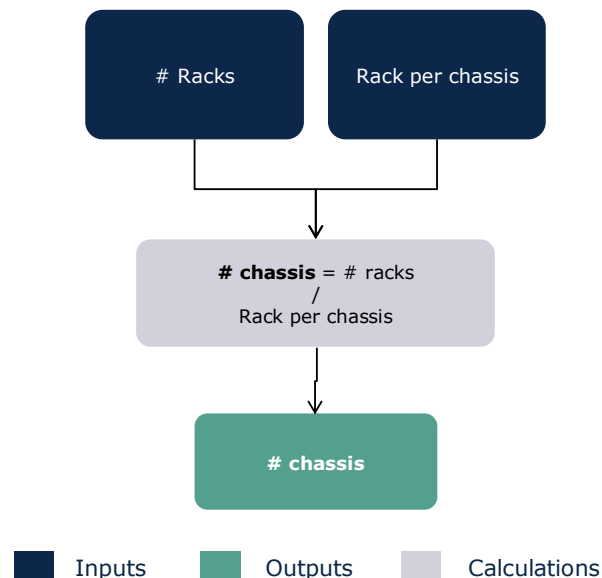 # Racks
Rack per chassis
# chassis = # racks
/
Rack per chassis
# chassis
Inputs
Outputs
Calculations